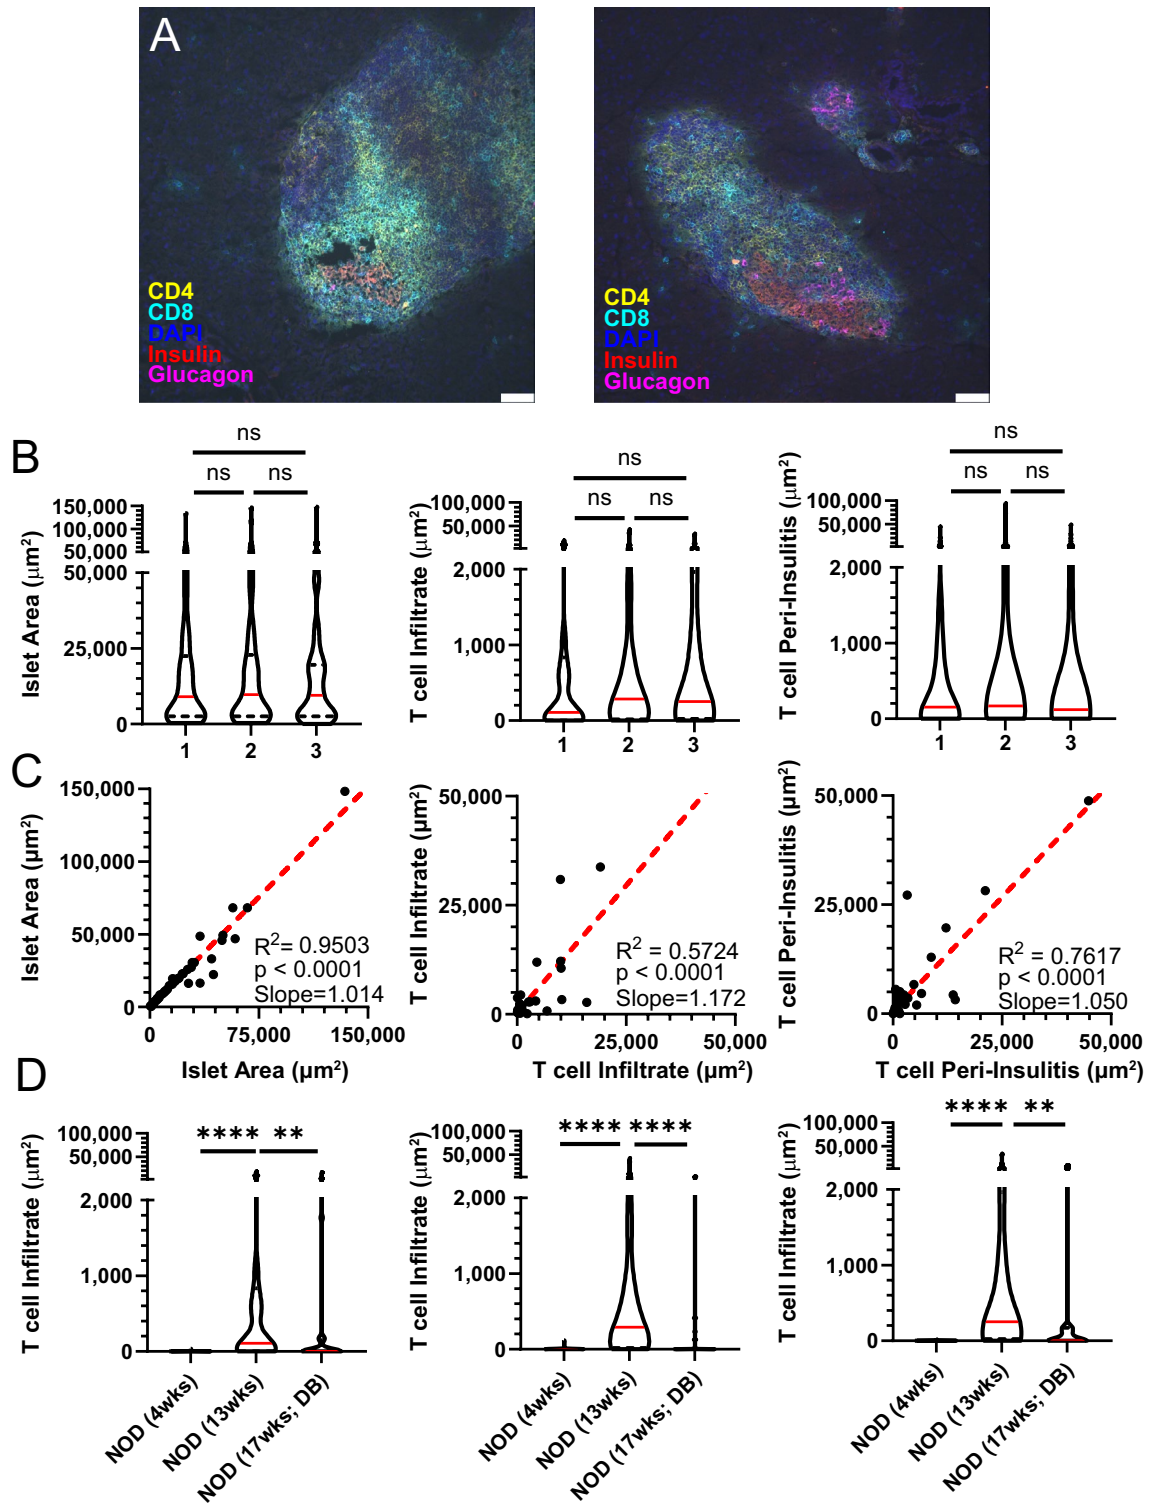 A
CD4
CD8
DAPI
Insulin
Glucagon
CD4
CD8
DAPI
Insulin
Glucagon
B
Islet Area (μm²)
150,000
100,000
50,000
50,000
25,000
0
ns
ns
ns
1
2
3
T cell Infiltrate (μm²)
100,000
50,000
2,000
1,000
0
ns
ns
ns
1
2
3
T cell Peri-Insulitis (μm²)
100,000
50,000
2,000
1,000
0
ns
ns
ns
1
2
3
C
Islet Area (μm²)
150,000
100,000
50,000
0
R²= 0.9503
p < 0.0001
Slope=1.014
0
75,000
150,000
Islet Area (μm²)
T cell Infiltrate (μm²)
50,000
25,000
0
R² = 0.5724
p < 0.0001
Slope=1.172
0
25,000
50,000
T cell Infiltrate (μm²)
T cell Peri-Insulitis (μm²)
50,000
25,000
0
R² = 0.7617
p < 0.0001
Slope=1.050
0
25,000
50,000
T cell Peri-Insulitis (μm²)
D
T cell Infiltrate (μm²)
100,000
50,000
2,000
1,000
0
**** **
NOD (4wks)
NOD (13wks)
NOD (17wks; DB)
T cell Infiltrate (μm²)
100,000
50,000
2,000
1,000
0
**** ****
NOD (4wks)
NOD (13wks)
NOD (17wks; DB)
T cell Infiltrate (μm²)
100,000
50,000
2,000
1,000
0
**** **
NOD (4wks)
NOD (13wks)
NOD (17wks; DB)